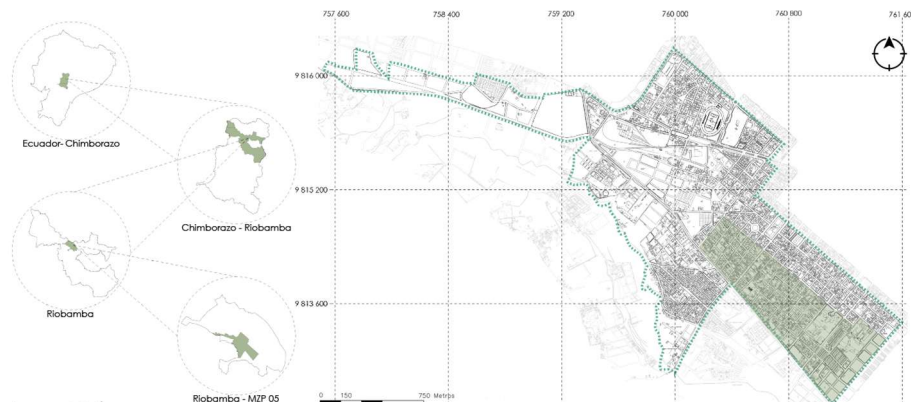 757 600
758 400
759 200
760 000
760 800
761 60
9 816 000
Ecuador- Chimborazo
9 815 200
Chimborazo - Riobamba
9 813 600
Riobamba
0
150
750 Metros
Riobamba - MZP 05